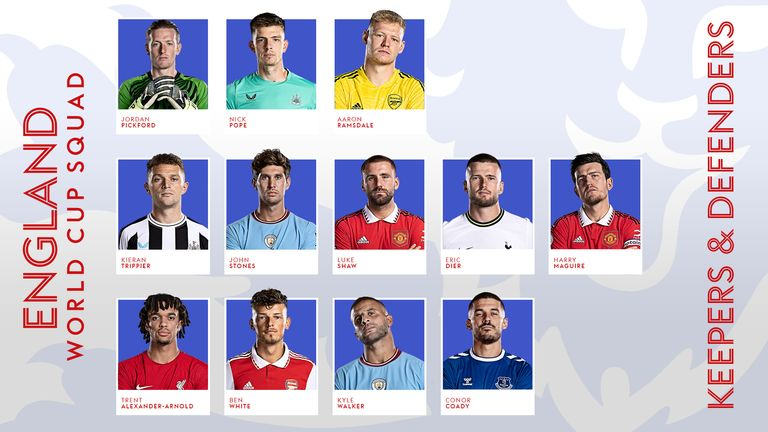 ENGLAND
WORLD CUP SQUAD
JORDAN
PICKFORD
NICK
POPE
AARON
RAMSDALE
KIERAN
TRIPPIER
JOHN
STONES
LUKE
SHAW
ERIC
DIER
HARRY
MAGUIRE
TRENT
ALEXANDER-ARNOLD
BEN
WHITE
KYLE
WALKER
CONOR
COADY
KEEPERS & DEFENDERS